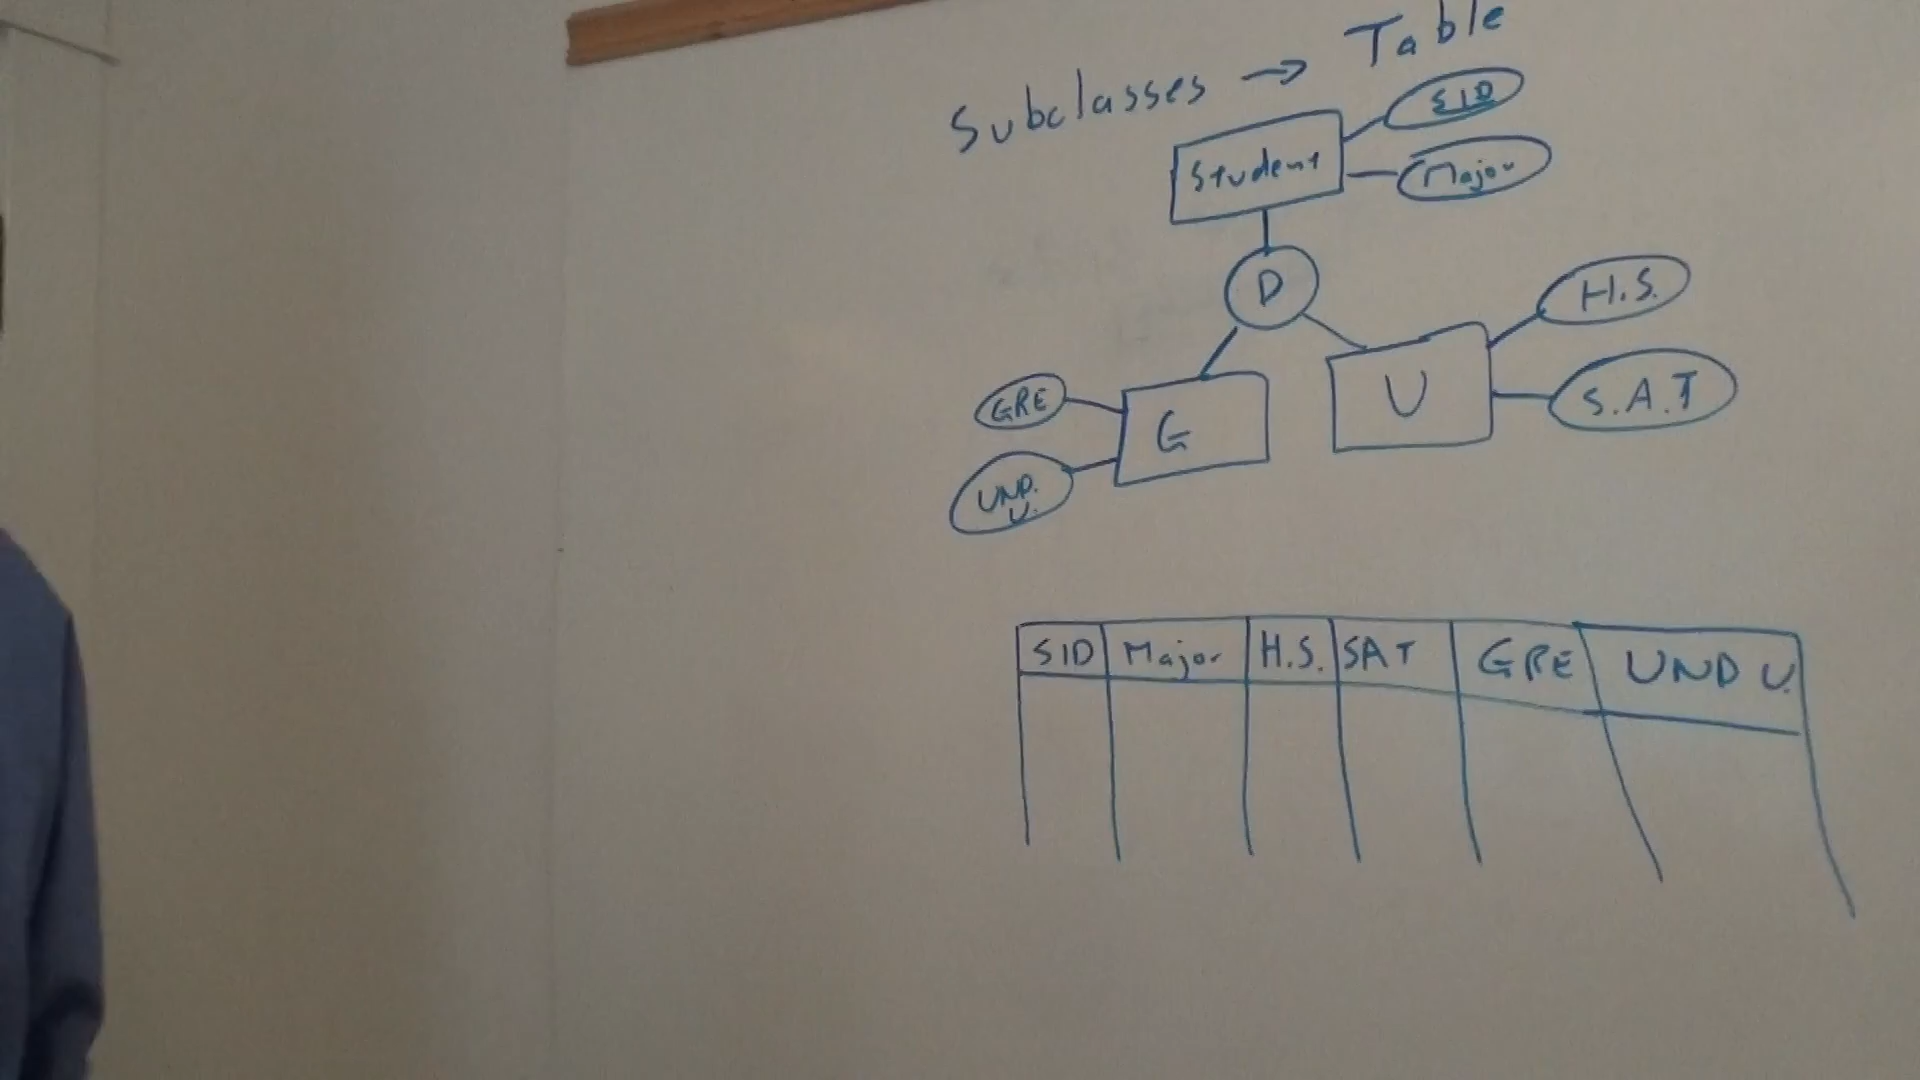 Subclasses → Table
SID
Student
Major
D
H.S.
GRE
G
U
S.A.T
UND.
U.
SID Major H.S. SAT GRE UND U.